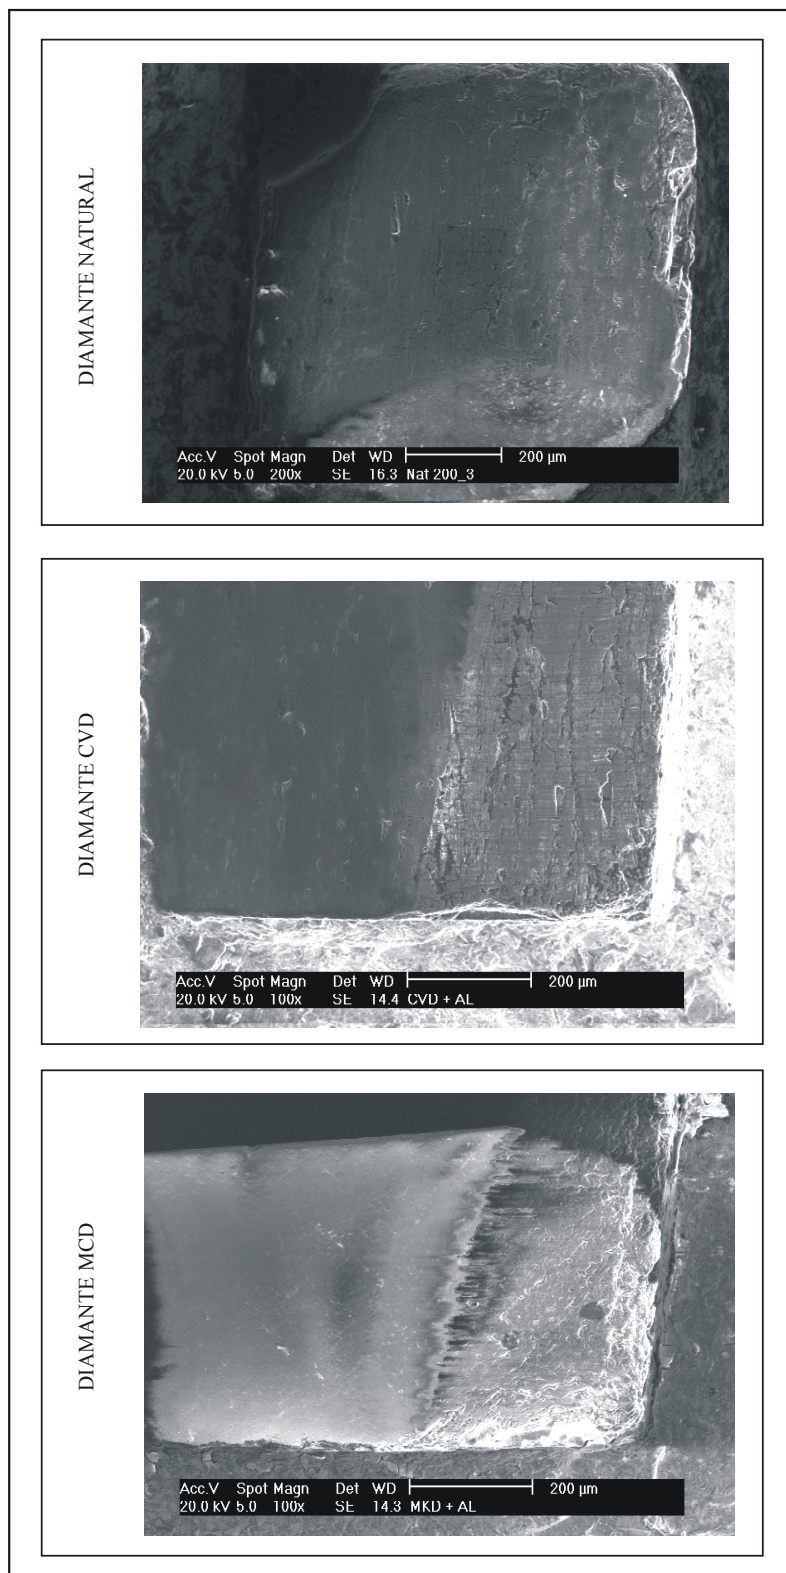 DIAMANTE NATURAL
Acc.V Spot Magn Det WD 200 µm
20.0 kV 5.0 200x SE 16.3 Nat 200_3
DIAMANTE CVD
Acc.V Spot Magn Det WD 200 µm
20.0 kV 5.0 100x SE 14.4 CVD + AL
DIAMANTE MCD
Acc.V Spot Magn Det WD 200 µm
20.0 kV 5.0 100x SE 14.3 MKD + AL